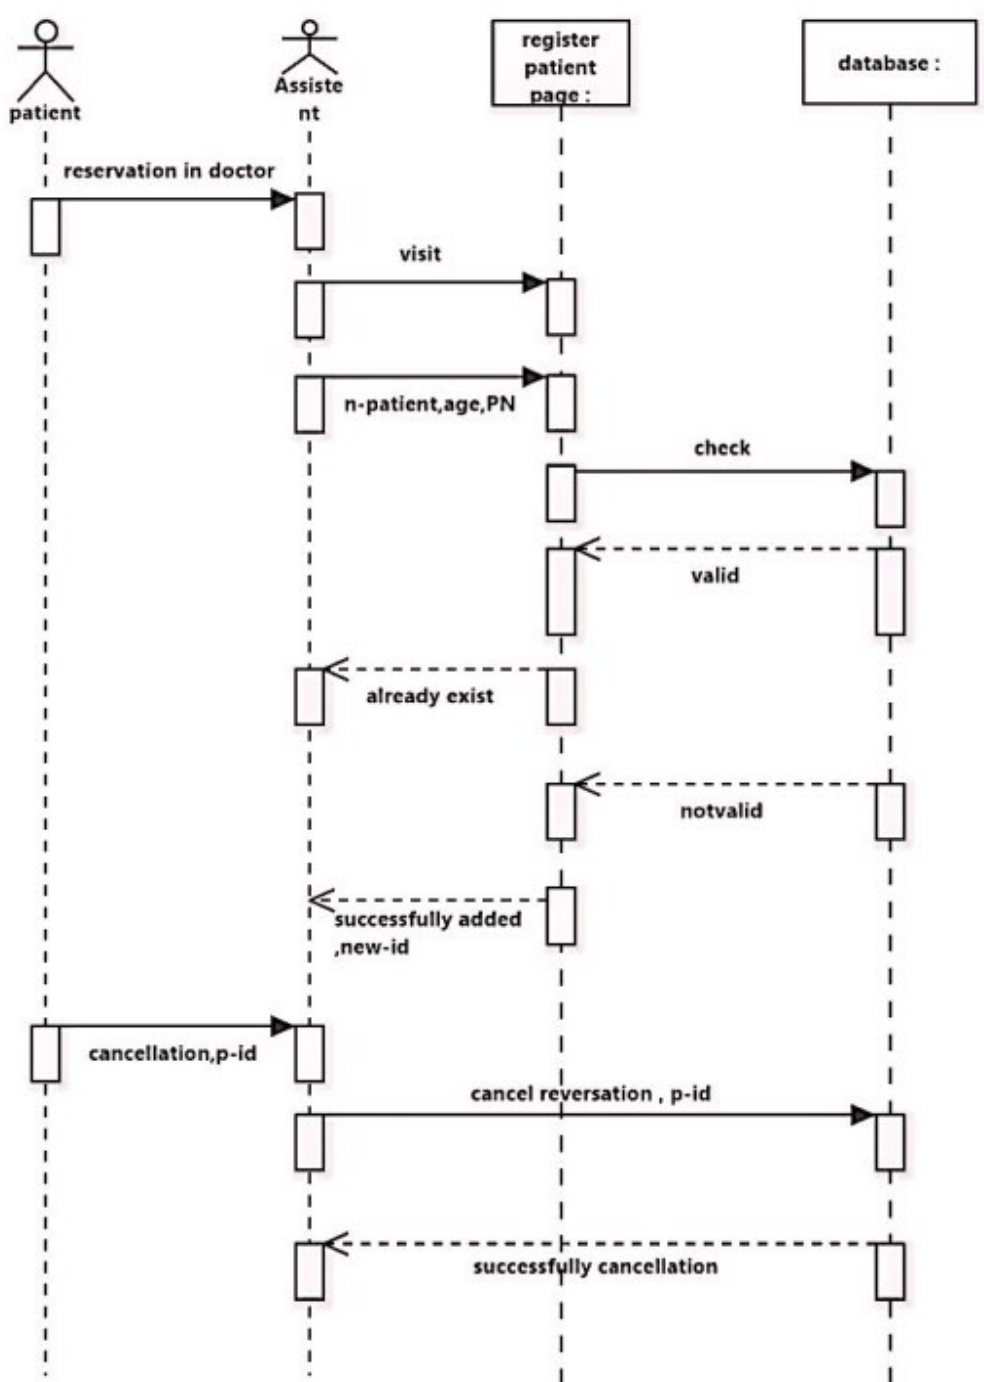 patient
Assiste
nt
register
patient
page :
database :
reservation in doctor
visit
n-patient,age,PN
check
valid
already exist
notvalid
successfully added
,new-id
cancellation,p-id
cancel reversation , p-id
successfully cancellation